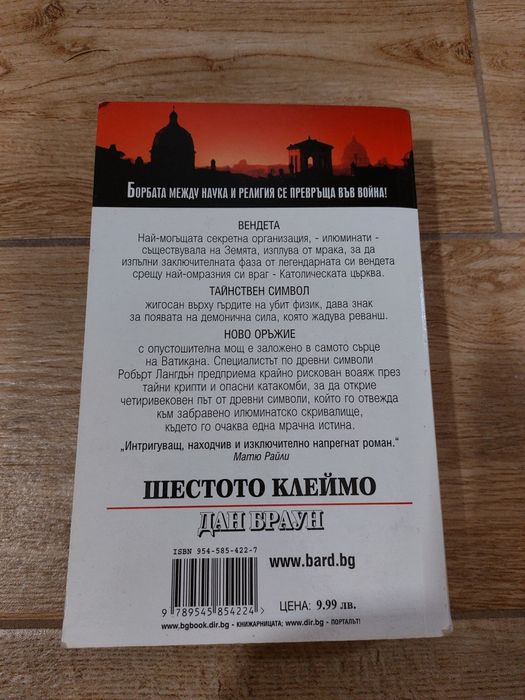 БОРБАТА МЕЖДУ НАУКА И РЕЛИГИЯ СЕ ПРЕВРЪЩА ВЪВ ВОЙНА!
ВЕНДЕТА
Най-могъщата секретна организация, - илюминати -
съществувала на Земята, изплува от мрака, за да
изпълни заключителната фаза от легендарната си вендета
срещу най-омразния си враг - Католическата църква.
ТАЙНСТВЕН СИМВОЛ
жигосан върху гърдите на убит физик, дава знак
за появата на демонична сила, която жадува реванш.
НОВО ОРЪЖИЕ
с опустошителна мощ е заложено в самото сърце
на Ватикана. Специалистът по древни символи
Робърт Лангдън предприема крайно рискован вояж през
тайни крипти и опасни катакомби, за да открие
четиривековен път от древни символи, който го отвежда
към забравено илюминатско скривалище,
където го очаква една мрачна истина.
„Интригуващ, находчив и изключително напрегнат роман.“
Матю Райли
ШЕСТОТО КЛЕЙМО
ДАН БРАУН
ISBN 954-585-422-7
www.bard.bg
9 789545 854224
ЦЕНА: 9.99 лв.
www.bgbook.dir.bg - КНИЖАРНИЦАТА; www.dir.bg - ПОРТАЛЪТ!